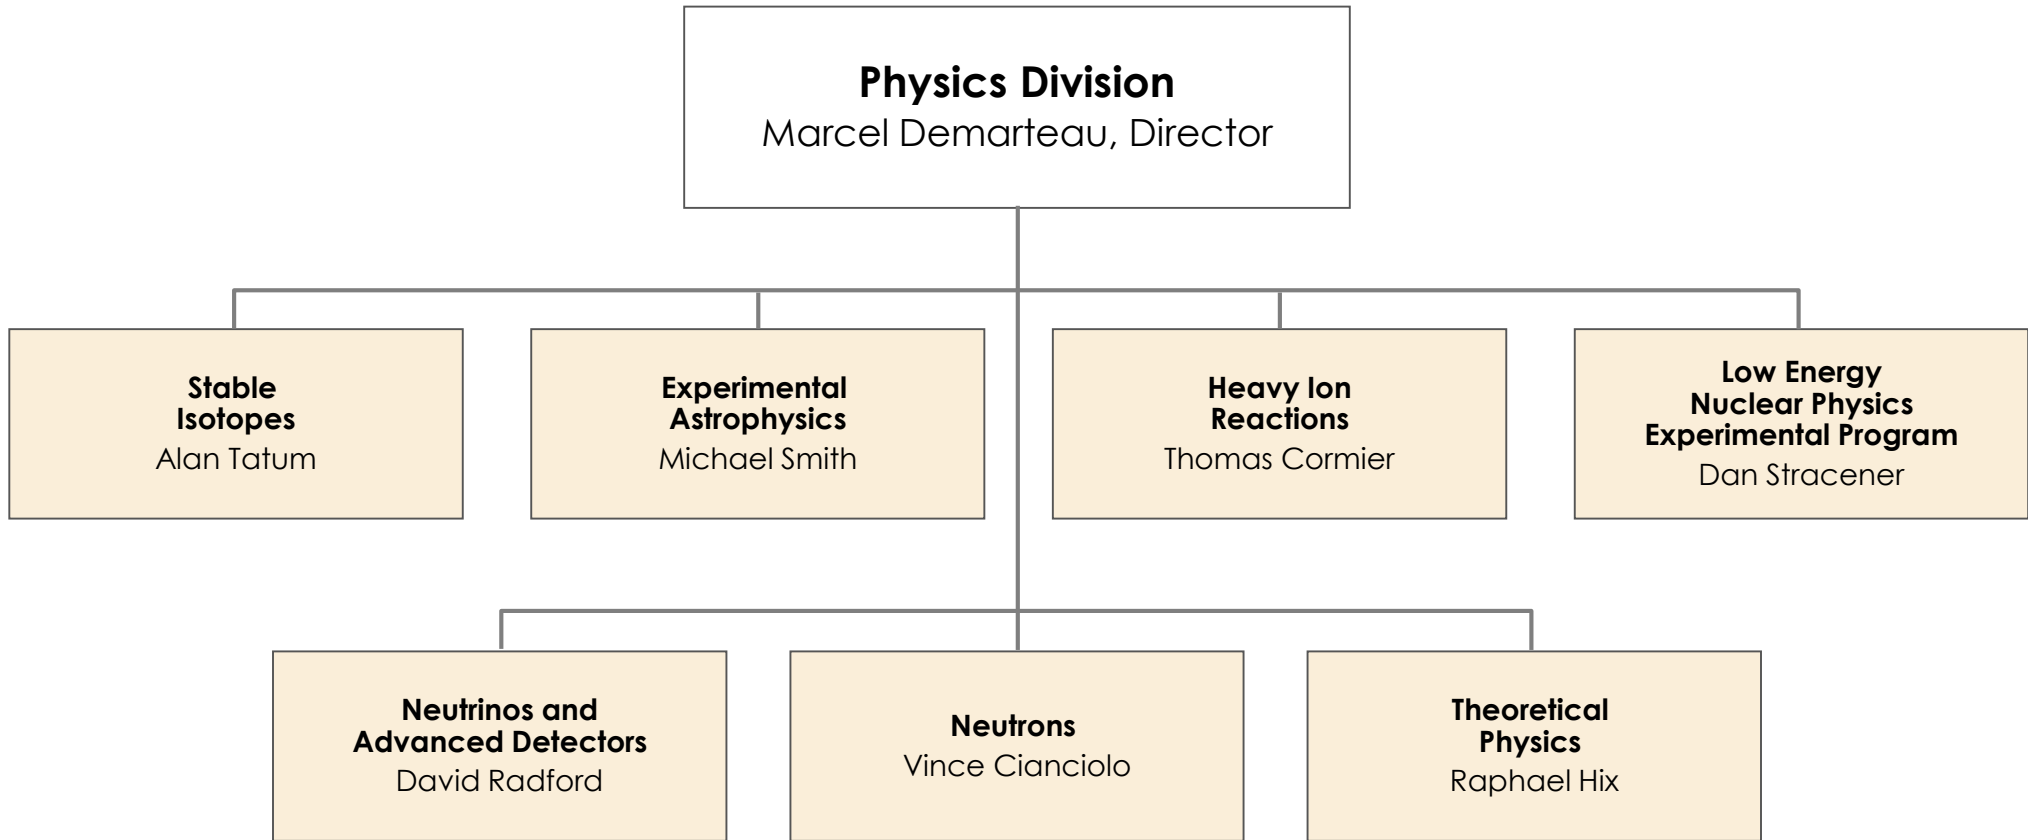 Physics Division
Marcel Demarteau, Director
Stable
Isotopes
Alan Tatum
Experimental
Astrophysics
Michael Smith
Heavy Ion
Reactions
Thomas Cormier
Low Energy
Nuclear Physics
Experimental Program
Dan Stracener
Neutrinos and
Advanced Detectors
David Radford
Neutrons
Vince Cianciolo
Theoretical
Physics
Raphael Hix